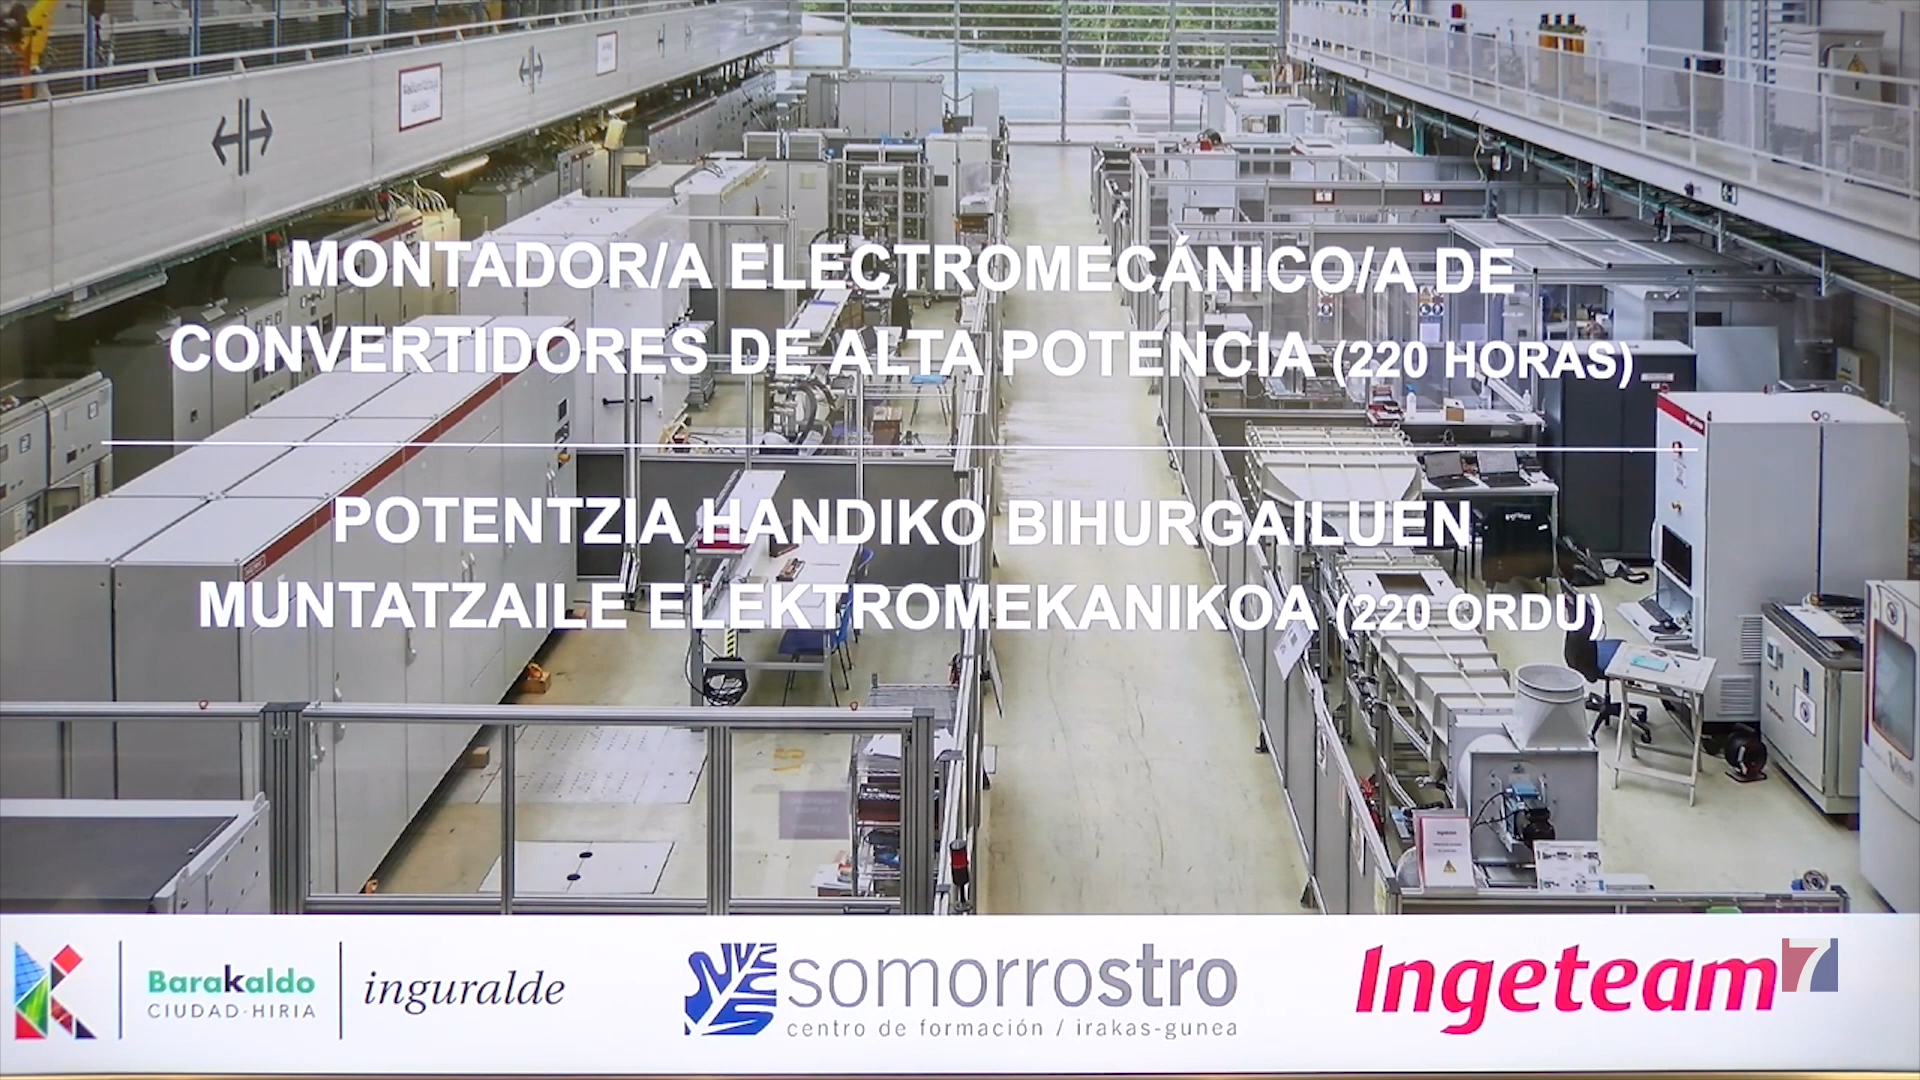 MONTADOR/A ELECTROMECÁNICO/A DE
CONVERTIDORES DE ALTA POTENCIA (220 HORAS)
POTENTZIA HANDIKO BIHURGAILUEN
MUNTATZAILE ELEKTROMEKANIKOA (220 ORDU)
Barakaldo
CIUDAD·HIRIA
inguralde
somorrostro
centro de formación / irakas-gunea
Ingeteam
7